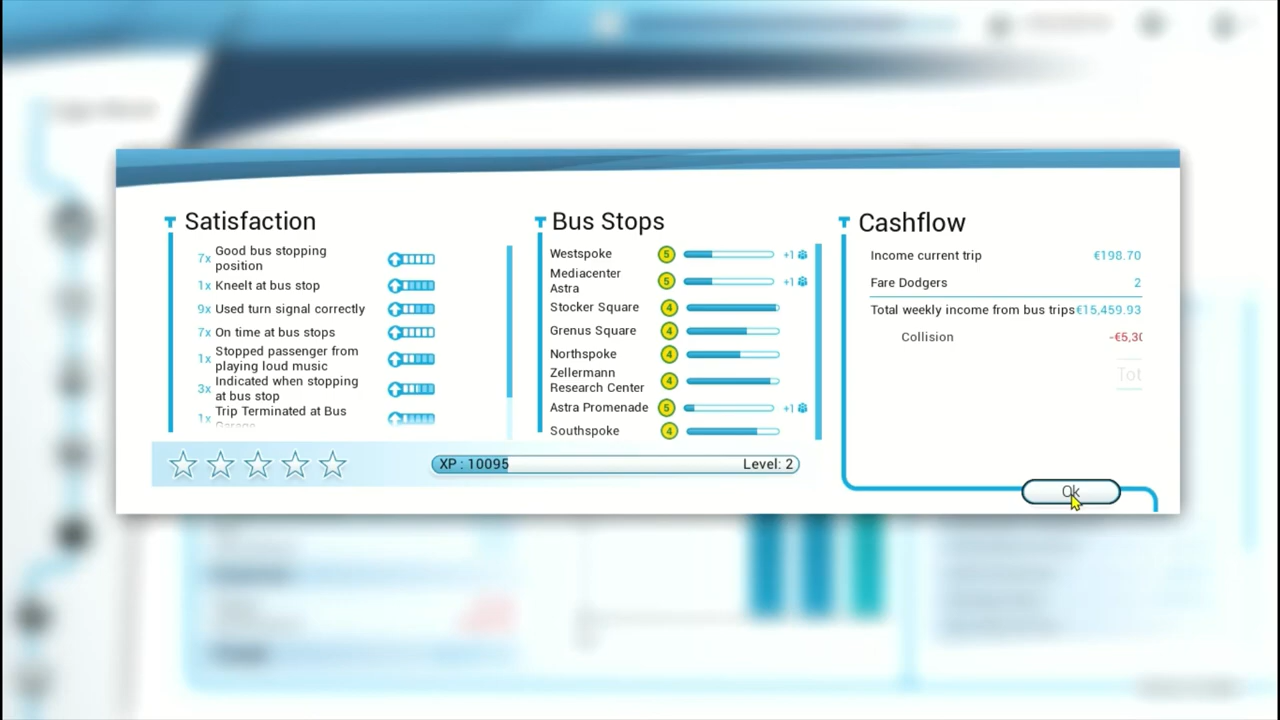 Satisfaction
7x Good bus stopping
position
1x Kneelt at bus stop
9x Used turn signal correctly
7x On time at bus stops
1x Stopped passenger from
playing loud music
3x Indicated when stopping
at bus stop
1x Trip Terminated at Bus
Garage
XP : 10095 Level: 2
Bus Stops
Westspoke 5 +1
Mediacenter
Astra 5 +1
Stocker Square 4
Grenus Square 4
Northspoke 4
Zellermann
Research Center 4
Astra Promenade 5 +1
Southspoke 4
Cashflow
Income current trip €198.70
Fare Dodgers 2
Total weekly income from bus trips €15,459.93
Collision -€5,30
Tot
Ok